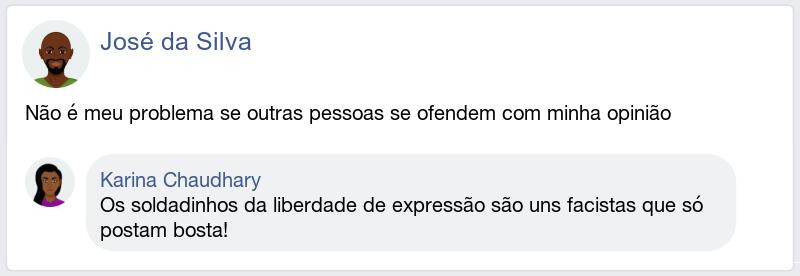 José da Silva
Não é meu problema se outras pessoas se ofendem com minha opinião
Karina Chaudhary
Os soldadinhos da liberdade de expressão são uns facistas que só
postam bosta!